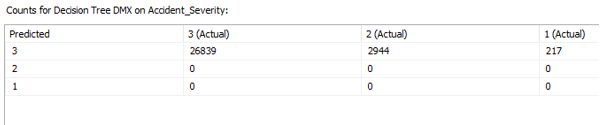 Counts for Decision Tree DMX on Accident_Severity:
Predicted 3 (Actual) 2 (Actual) 1 (Actual)
3 26839 2944 217
2 0 0 0
1 0 0 0